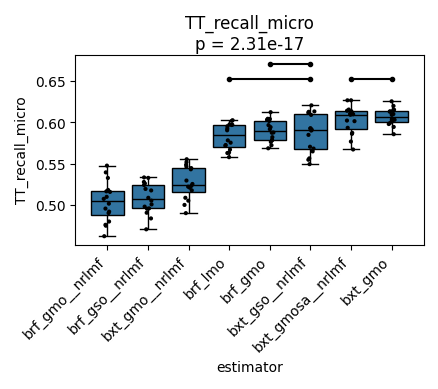 TT_recall_micro
p = 2.31e-17
TT_recall_micro
0.65
0.60
0.55
0.50
brf_gmo__nrlmf
brf_gso__nrlmf
bxt_gmo__nrlmf
brf_lmo
brf_gmo
bxt_gso__nrlmf
bxt_gmosa__nrlmf
bxt_gmo
estimator